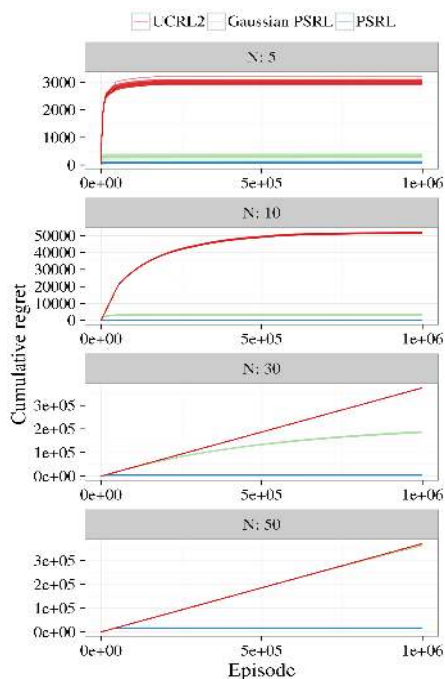 UCRL2 Gaussian PSRL PSRL
N: 5
3000
2000
1000
0
0e+00 5e+05 1e+06
N: 10
50000
40000
30000
20000
10000
0
0e+00 5e+05 1e+06
Cumulative regret
N: 30
3e+05
2e+05
1e+05
0e+00
0e+00 5e+05 1e+06
N: 50
3e+05
2e+05
1e+05
0e+00
0e+00 5e+05 1e+06
Episode